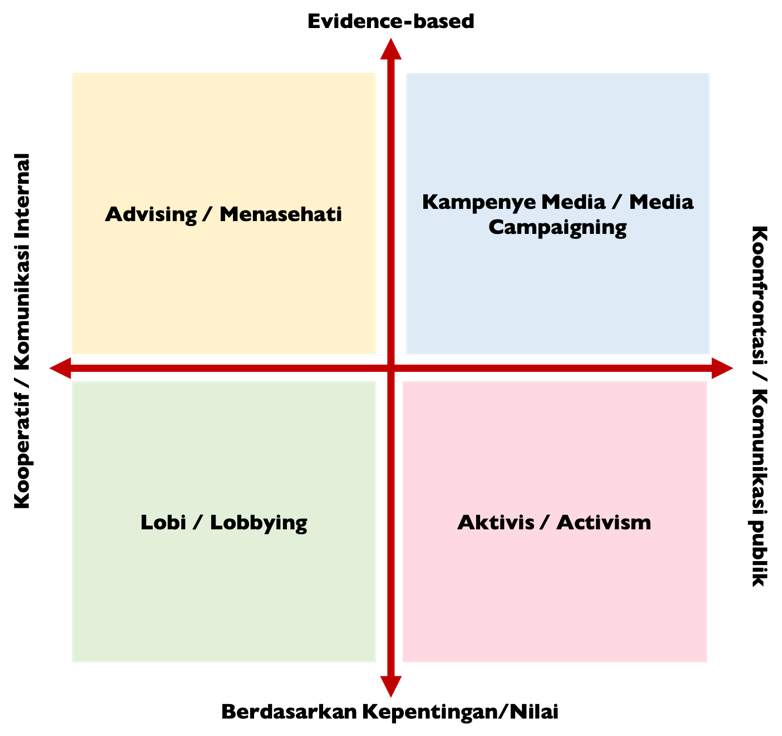 Evidence-based
Kooperatif / Komunikasi Internal
Advising / Menasehati
Kampenye Media / Media
Campaigning
Koonfrontasi / Komunikasi publik
Lobi / Lobbying
Aktivis / Activism
Berdasarkan Kepentingan/Nilai